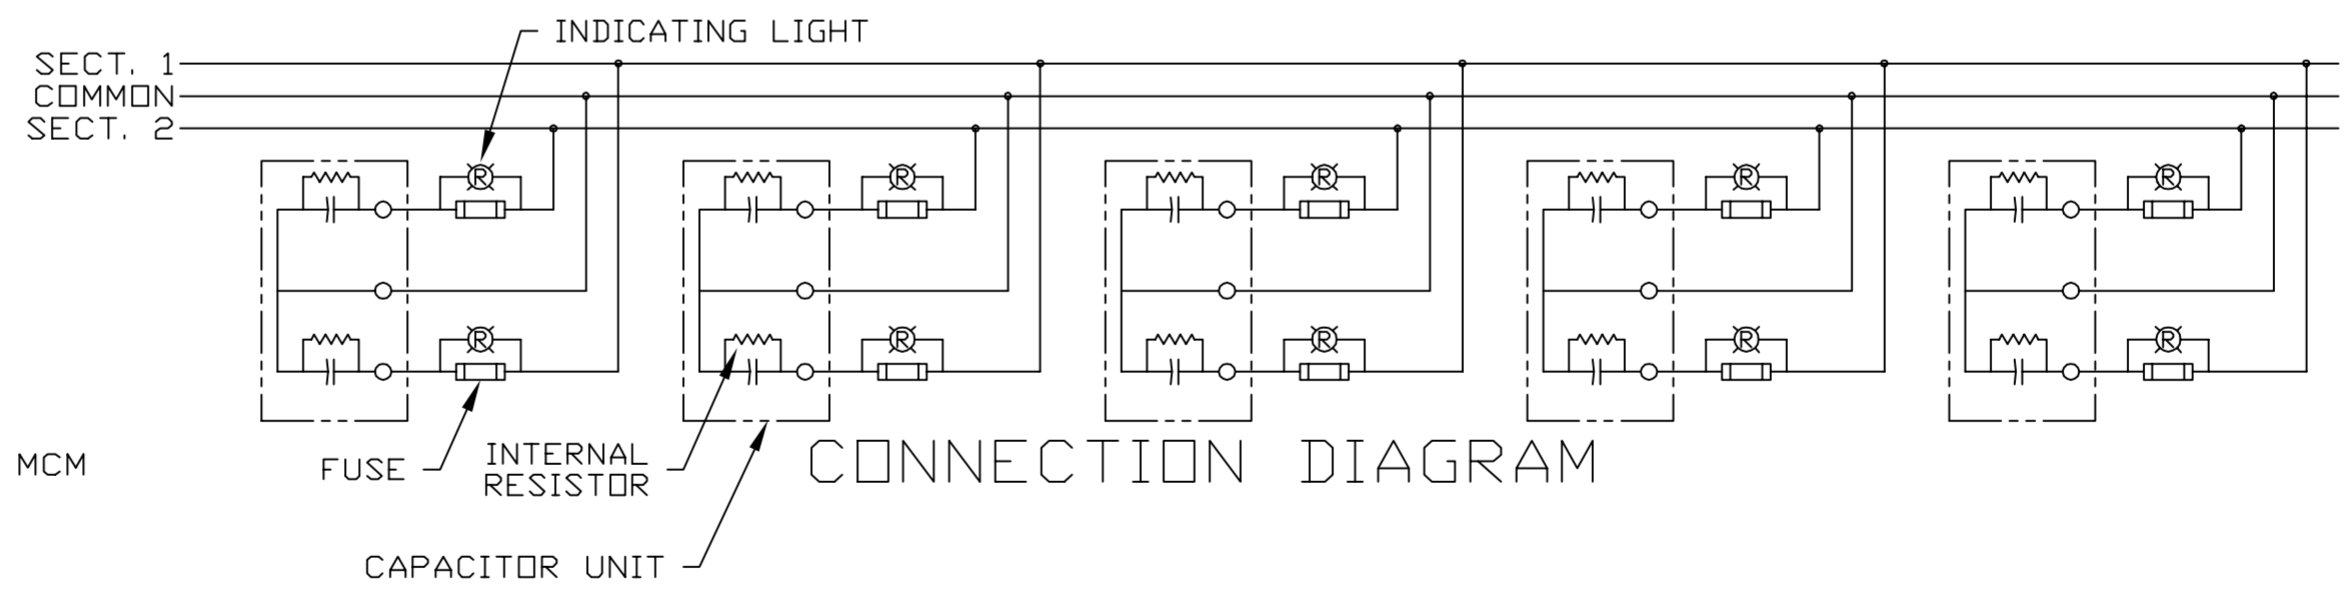 INDICATING LIGHT
SECT. 1
COMMON
SECT. 2
R R R R R
R R R R R
MCM
FUSE
INTERNAL
RESISTOR
CONNECTION DIAGRAM
CAPACITOR UNIT